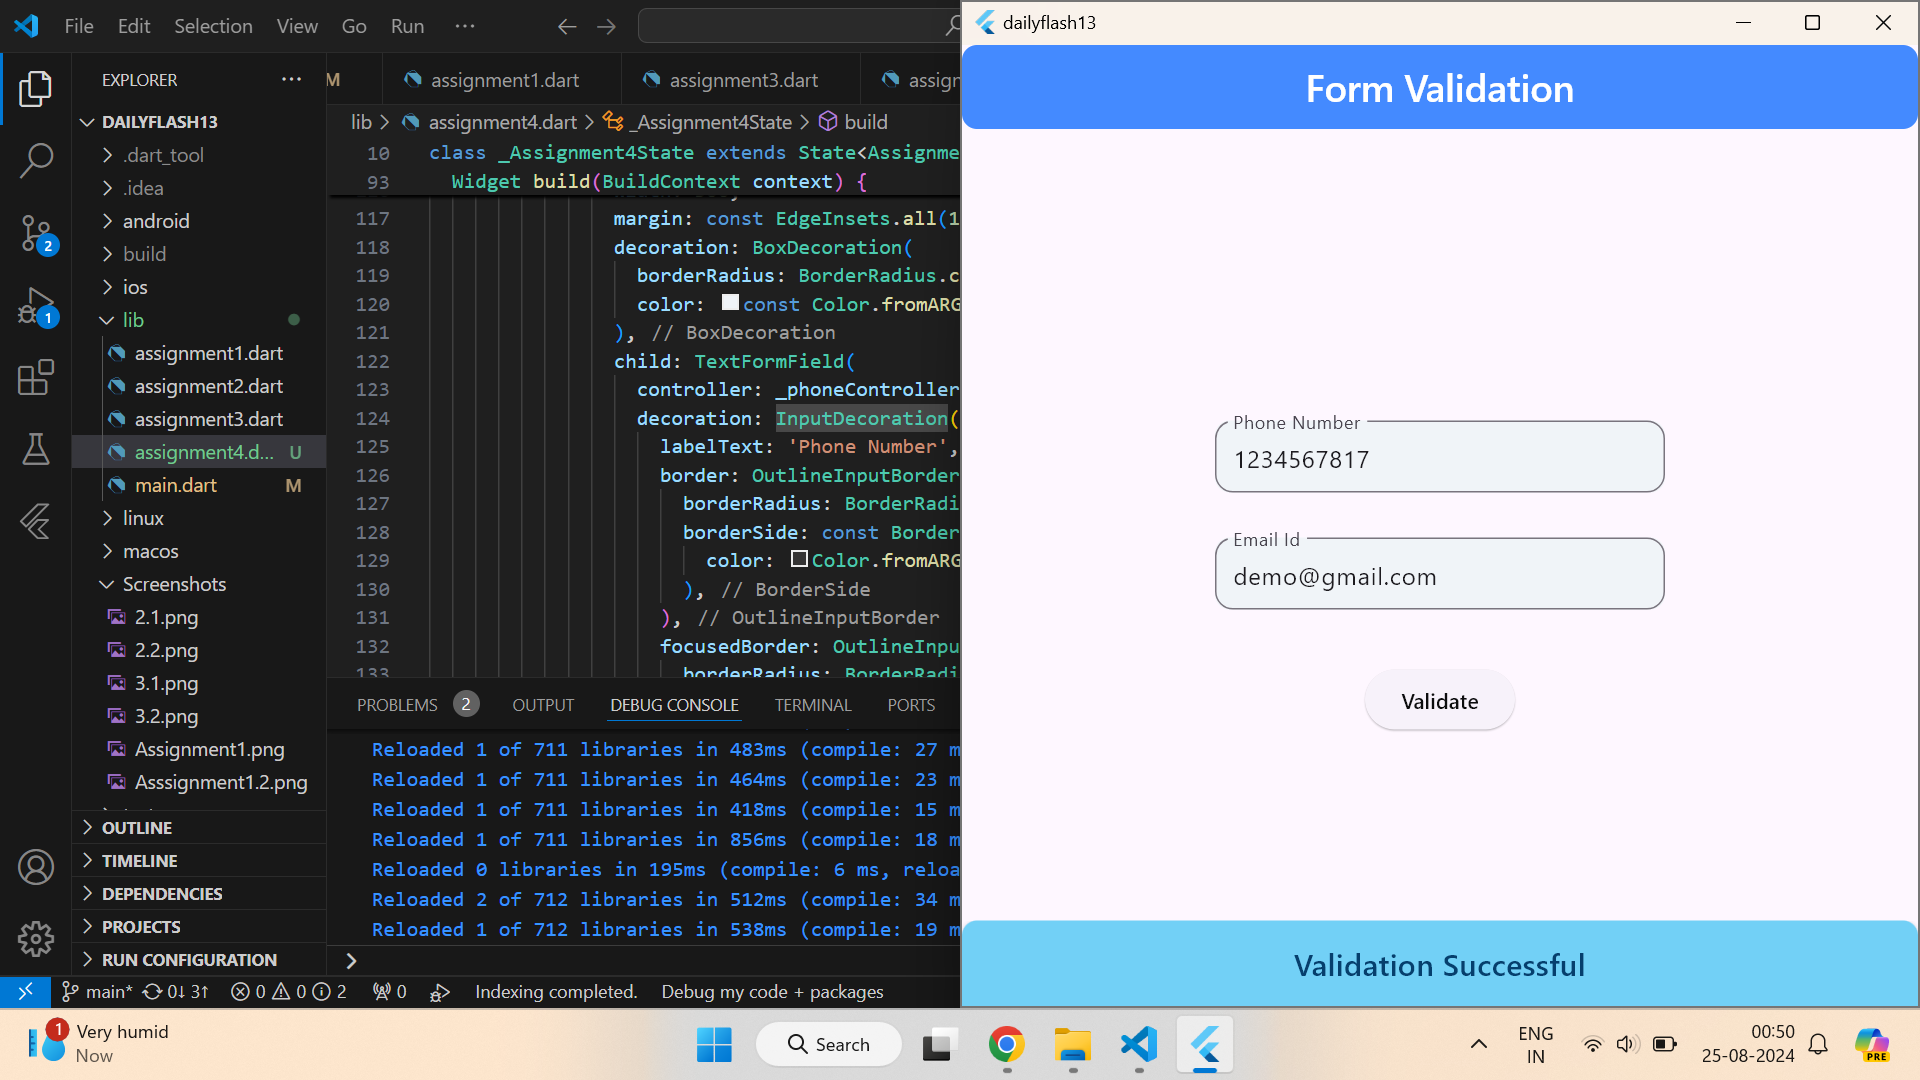 File Edit Selection View Go Run ···
EXPLORER
DAILYFLASH13
.dart_tool
.idea
android
build
ios
lib
assignment1.dart
assignment2.dart
assignment3.dart
assignment4.d... U
main.dart M
linux
macos
Screenshots
2.1.png
2.2.png
3.1.png
3.2.png
Assignment1.png
Asssignment1.2.png
OUTLINE
TIMELINE
DEPENDENCIES
PROJECTS
RUN CONFIGURATION
2
1
M assignment1.dart assignment3.dart assign
lib > assignment4.dart > _Assignment4State > build
10 class _Assignment4State extends State<Assignme
93 Widget build(BuildContext context) {
117 margin: const EdgeInsets.all(1
118 decoration: BoxDecoration(
119 borderRadius: BorderRadius.c
120 color: const Color.fromARG
121 ), // BoxDecoration
122 child: TextFormField(
123 controller: _phoneController
124 decoration: InputDecoration(
125 labelText: 'Phone Number',
126 border: OutlineInputBorder
127 borderRadius: BorderRadi
128 borderSide: const Border
129 color: Color.fromARG
130 ), // BorderSide
131 ), // OutlineInputBorder
132 focusedBorder: OutlineInpu
133 borderRadius: BorderRadi
PROBLEMS 2 OUTPUT DEBUG CONSOLE TERMINAL PORTS
Reloaded 1 of 711 libraries in 483ms (compile: 27 m
Reloaded 1 of 711 libraries in 464ms (compile: 23 m
Reloaded 1 of 711 libraries in 418ms (compile: 15 m
Reloaded 1 of 711 libraries in 856ms (compile: 18 m
Reloaded 0 libraries in 195ms (compile: 6 ms, reloa
Reloaded 2 of 712 libraries in 512ms (compile: 34 m
Reloaded 1 of 712 libraries in 538ms (compile: 19 m
>
main* 0↓ 3↑ 0 0 2 0 Indexing completed. Debug my code + packages
dailyflash13
Form Validation
Phone Number
1234567817
Email Id
demo@gmail.com
Validate
Validation Successful
1 Very humid
Now
Search
ENG
IN
00:50
25-08-2024
PRE